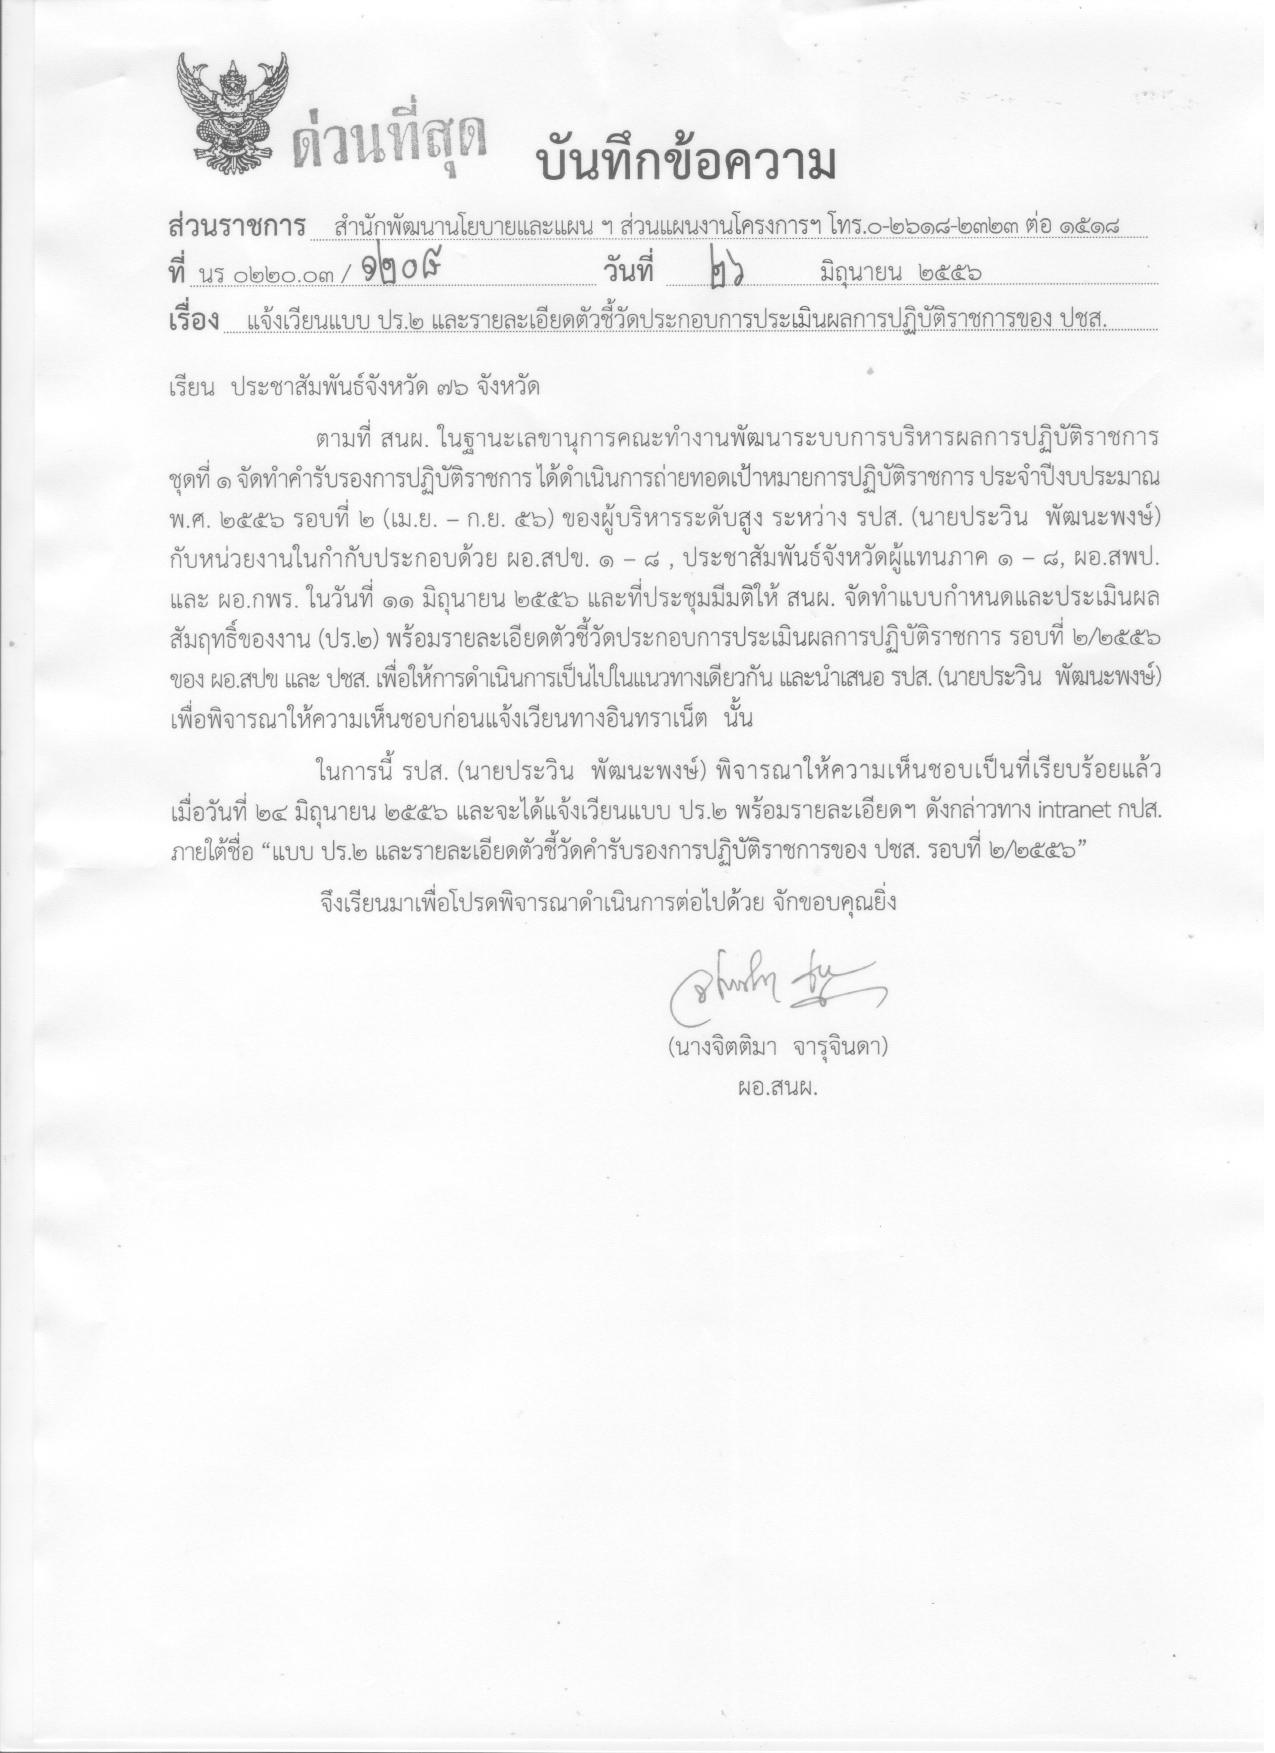 ด่วนที่สุด
บันทึกข้อความ
ส่วนราชการ สำนักพัฒนานโยบายและแผน ฯ ส่วนแผนงานโครงการฯ โทร.๐-๒๖๑๘-๒๓๒๓ ต่อ ๑๕๑๘
ที่ นร ๐๒๒๐.๐๓ / วันที่ ๒๖ มิถุนายน ๒๕๕๖
เรื่อง แจ้งเวียนแบบ ปร.๒ และรายละเอียดตัวชี้วัดประกอบการประเมินผลการปฏิบัติราชการของ ปชส.
เรียน ประชาสัมพันธ์จังหวัด ๗๖ จังหวัด
ตามที่ สนผ. ในฐานะเลขานุการคณะทำงานพัฒนาระบบการบริหารผลการปฏิบัติราชการ
ชุดที่ ๑ จัดทำคำรับรองการปฏิบัติราชการ ได้ดำเนินการถ่ายทอดเป้าหมายการปฏิบัติราชการ ประจำปีงบประมาณ
พ.ศ. ๒๕๕๖ รอบที่ ๒ (เม.ย. – ก.ย. ๕๖) ของผู้บริหารระดับสูง ระหว่าง รปส. (นายประวิน พัฒนะพงษ์)
กับหน่วยงานในกำกับประกอบด้วย ผอ.สปข. ๑ – ๘ , ประชาสัมพันธ์จังหวัดผู้แทนภาค ๑ – ๘, ผอ.สพป.
และ ผอ.กพร. ในวันที่ ๑๑ มิถุนายน ๒๕๕๖ และที่ประชุมมีมติให้ สนผ. จัดทำแบบกำหนดและประเมินผล
สัมฤทธิ์ของงาน (ปร.๒) พร้อมรายละเอียดตัวชี้วัดประกอบการประเมินผลการปฏิบัติราชการ รอบที่ ๒/๒๕๕๖
ของ ผอ.สปข และ ปชส. เพื่อให้การดำเนินการเป็นไปในแนวทางเดียวกัน และนำเสนอ รปส. (นายประวิน พัฒนะพงษ์)
เพื่อพิจารณาให้ความเห็นชอบก่อนแจ้งเวียนทางอินทราเน็ต นั้น
ในการนี้ รปส. (นายประวิน พัฒนะพงษ์) พิจารณาให้ความเห็นชอบเป็นที่เรียบร้อยแล้ว
เมื่อวันที่ ๒๔ มิถุนายน ๒๕๕๖ และจะได้แจ้งเวียนแบบ ปร.๒ พร้อมรายละเอียดฯ ดังกล่าวทาง intranet กปส.
ภายใต้ชื่อ “แบบ ปร.๒ และรายละเอียดตัวชี้วัดคำรับรองการปฏิบัติราชการของ ปชส. รอบที่ ๒/๒๕๕๖”
จึงเรียนมาเพื่อโปรดพิจารณาดำเนินการต่อไปด้วย จักขอบคุณยิ่ง
(นางจิตติมา จารุจินดา)
ผอ.สนผ.